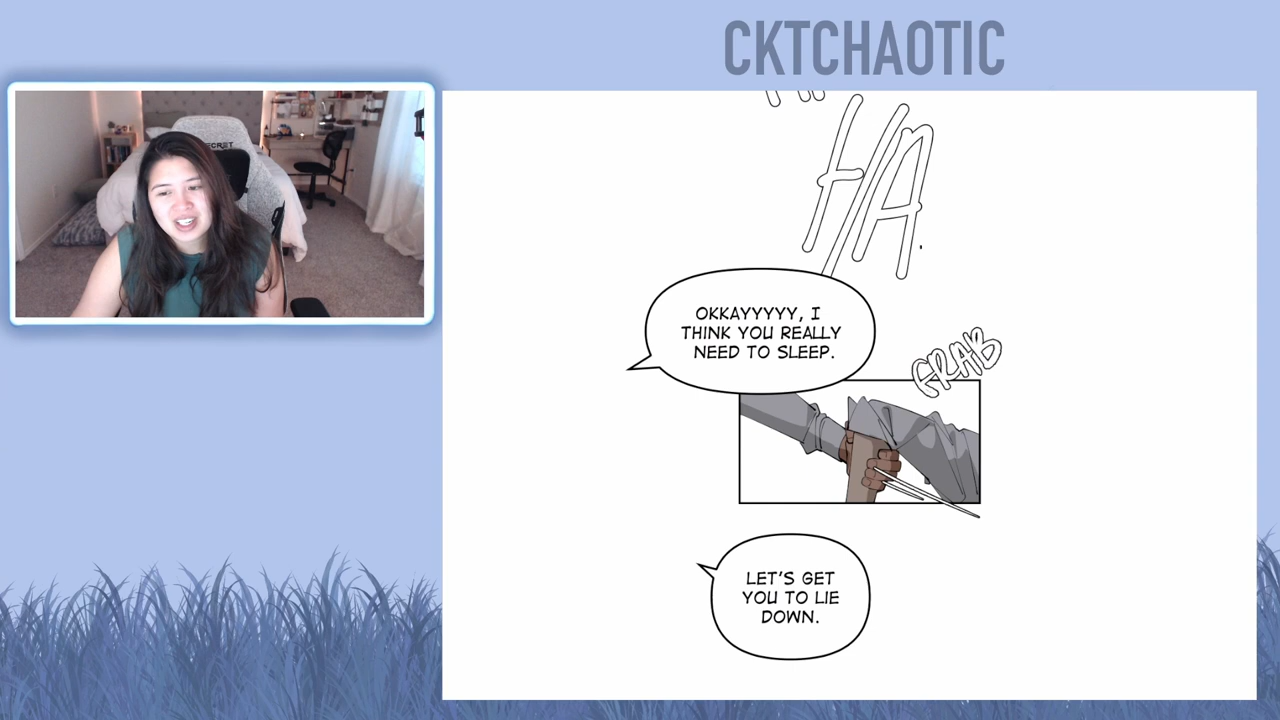 CKTCHAOTIC
HA.
OKKAYYYYY, I
THINK YOU REALLY
NEED TO SLEEP.
GRAB
LET'S GET
YOU TO LIE
DOWN.